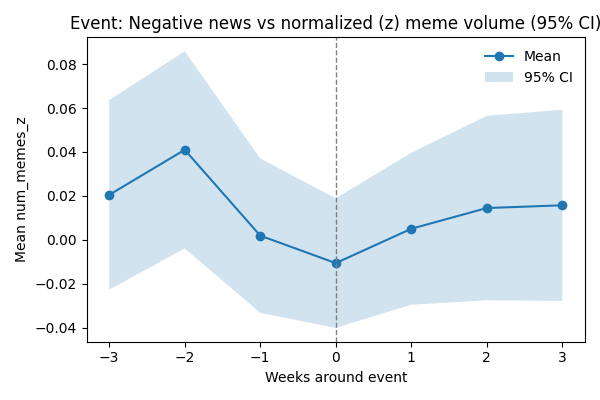 Event: Negative news vs normalized (z) meme volume (95% CI)
Mean
95% CI
Mean num_memes_z
0.08
0.06
0.04
0.02
0.00
−0.02
−0.04
−3 −2 −1 0 1 2 3
Weeks around event